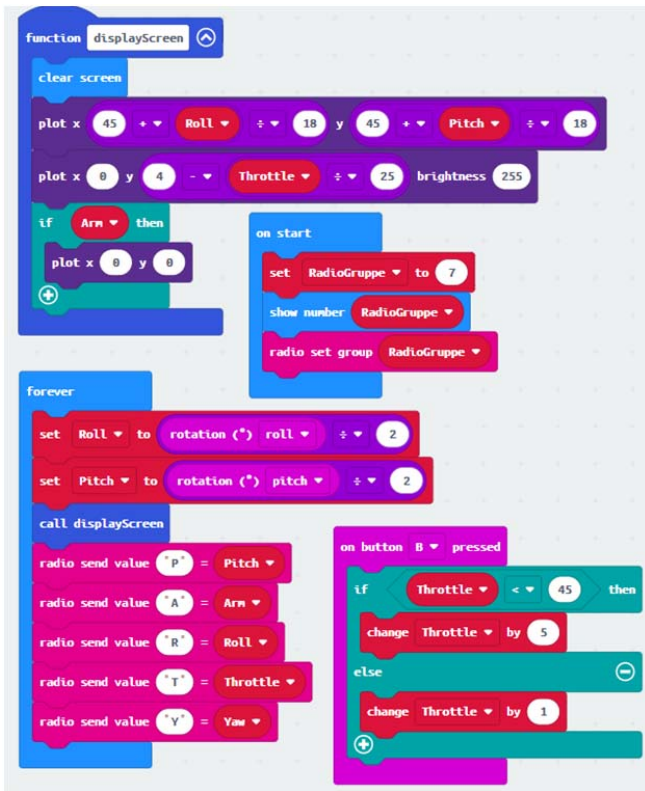 function displayScreen
clear screen
plot x 45 + Roll ÷ 18 y 45 + Pitch ÷ 18
plot x 0 y 4 - Throttle ÷ 25 brightness 255
if Arm then
plot x 0 y 0
on start
set RadioGruppe to 7
show number RadioGruppe
radio set group RadioGruppe
forever
set Roll to rotation (°) roll ÷ 2
set Pitch to rotation (°) pitch ÷ 2
call displayScreen
radio send value "P" = Pitch
radio send value "A" = Arm
radio send value "R" = Roll
radio send value "T" = Throttle
radio send value "Y" = Yaw
on button B pressed
if Throttle < 45 then
change Throttle by 5
else
change Throttle by 1